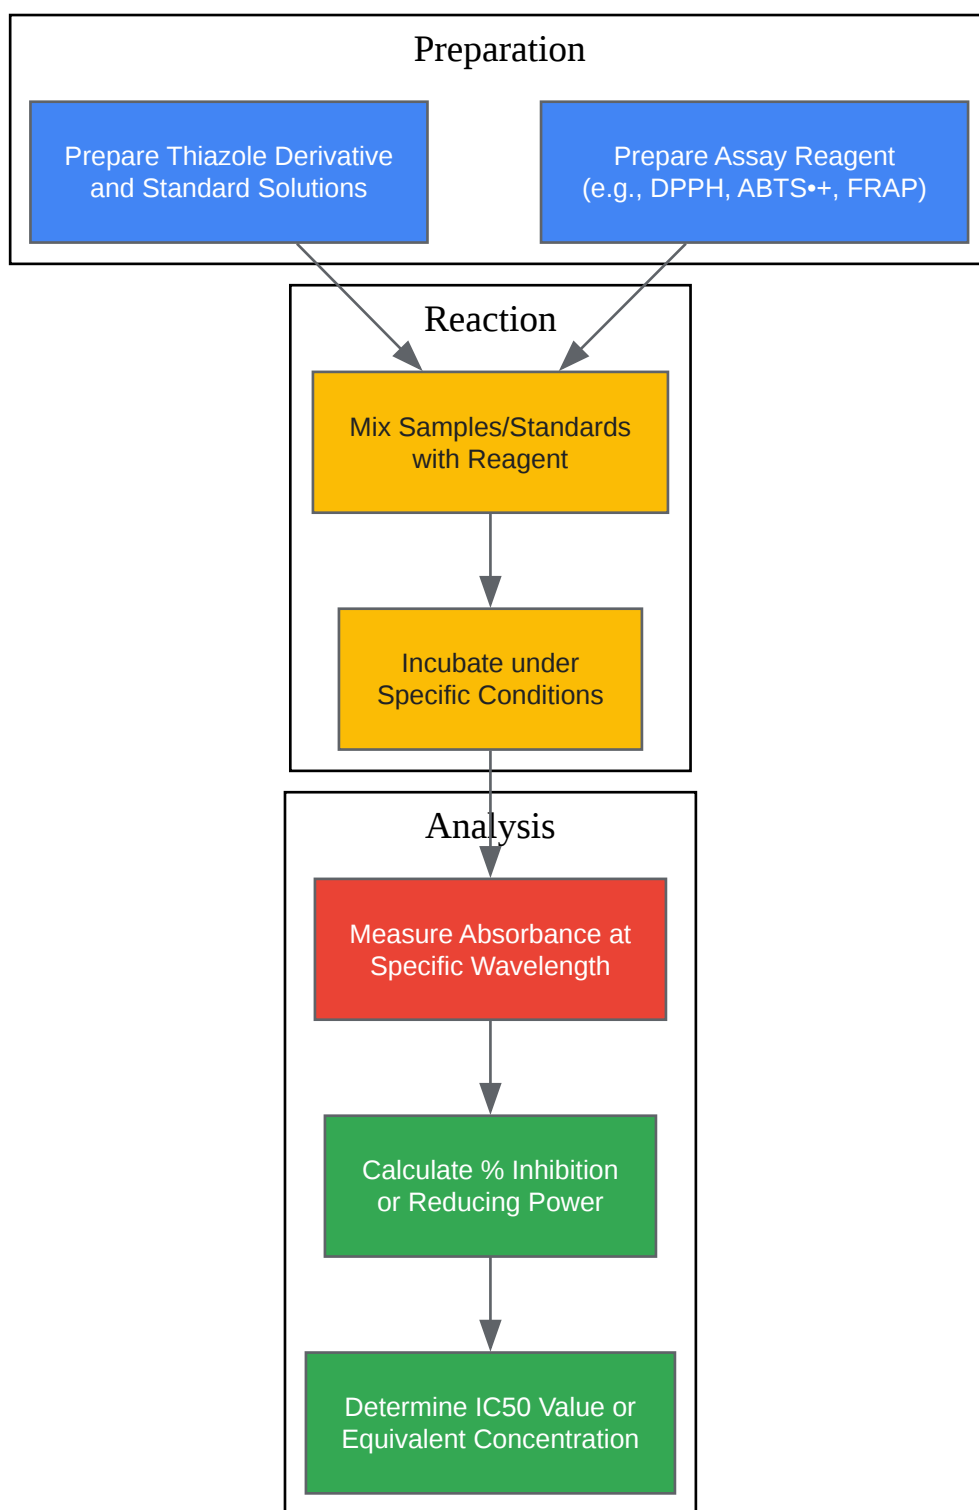 Preparation
Prepare Thiazole Derivative
and Standard Solutions
Prepare Assay Reagent
(e.g., DPPH, ABTS•+, FRAP)
Reaction
Mix Samples/Standards
with Reagent
Incubate under
Specific Conditions
Analysis
Measure Absorbance at
Specific Wavelength
Calculate % Inhibition
or Reducing Power
Determine IC50 Value or
Equivalent Concentration